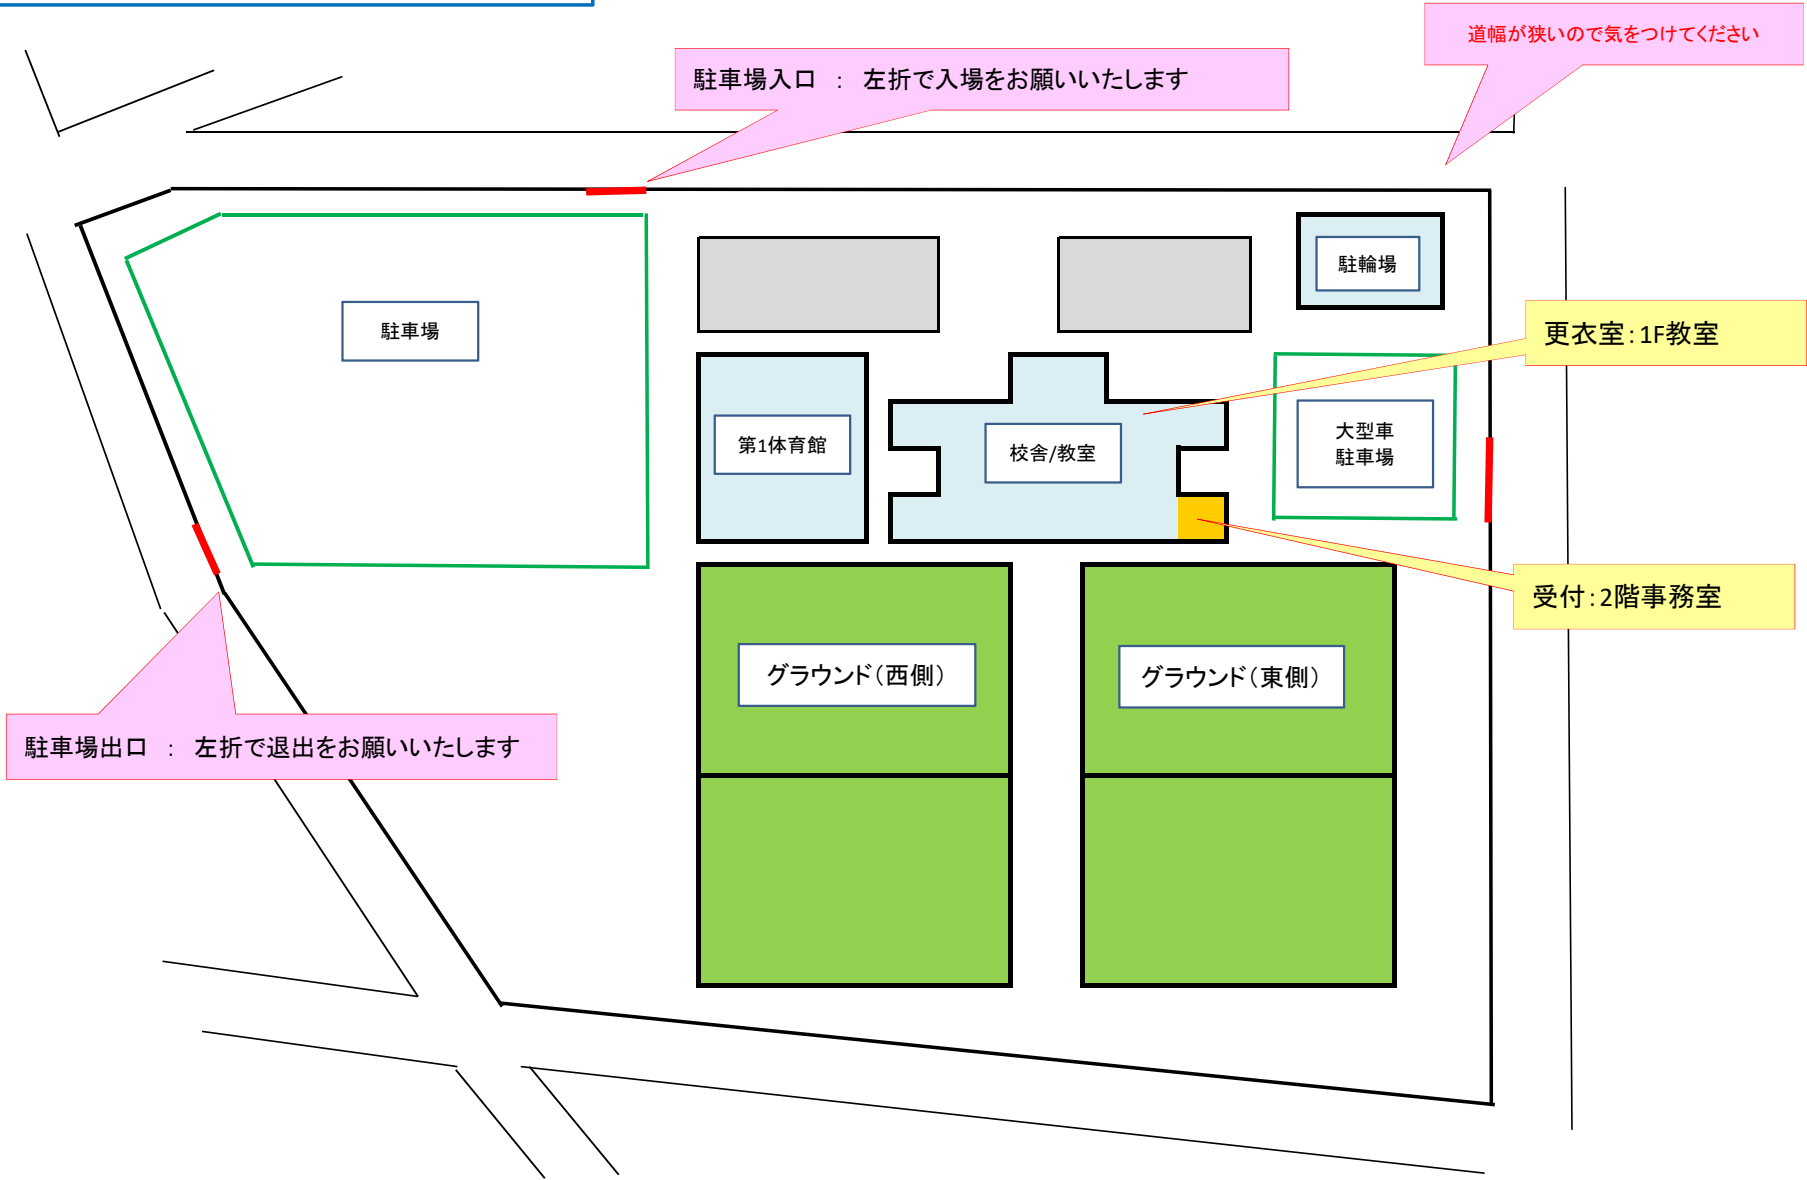 道幅が狭いので気をつけてください
駐車場入口 : 左折で入場をお願いいたします
駐輪場
駐車場
更衣室:1F教室
第1体育館
校舎/教室
大型車
駐車場
受付:2階事務室
グラウンド(西側)
グラウンド(東側)
駐車場出口 : 左折で退出をお願いいたします